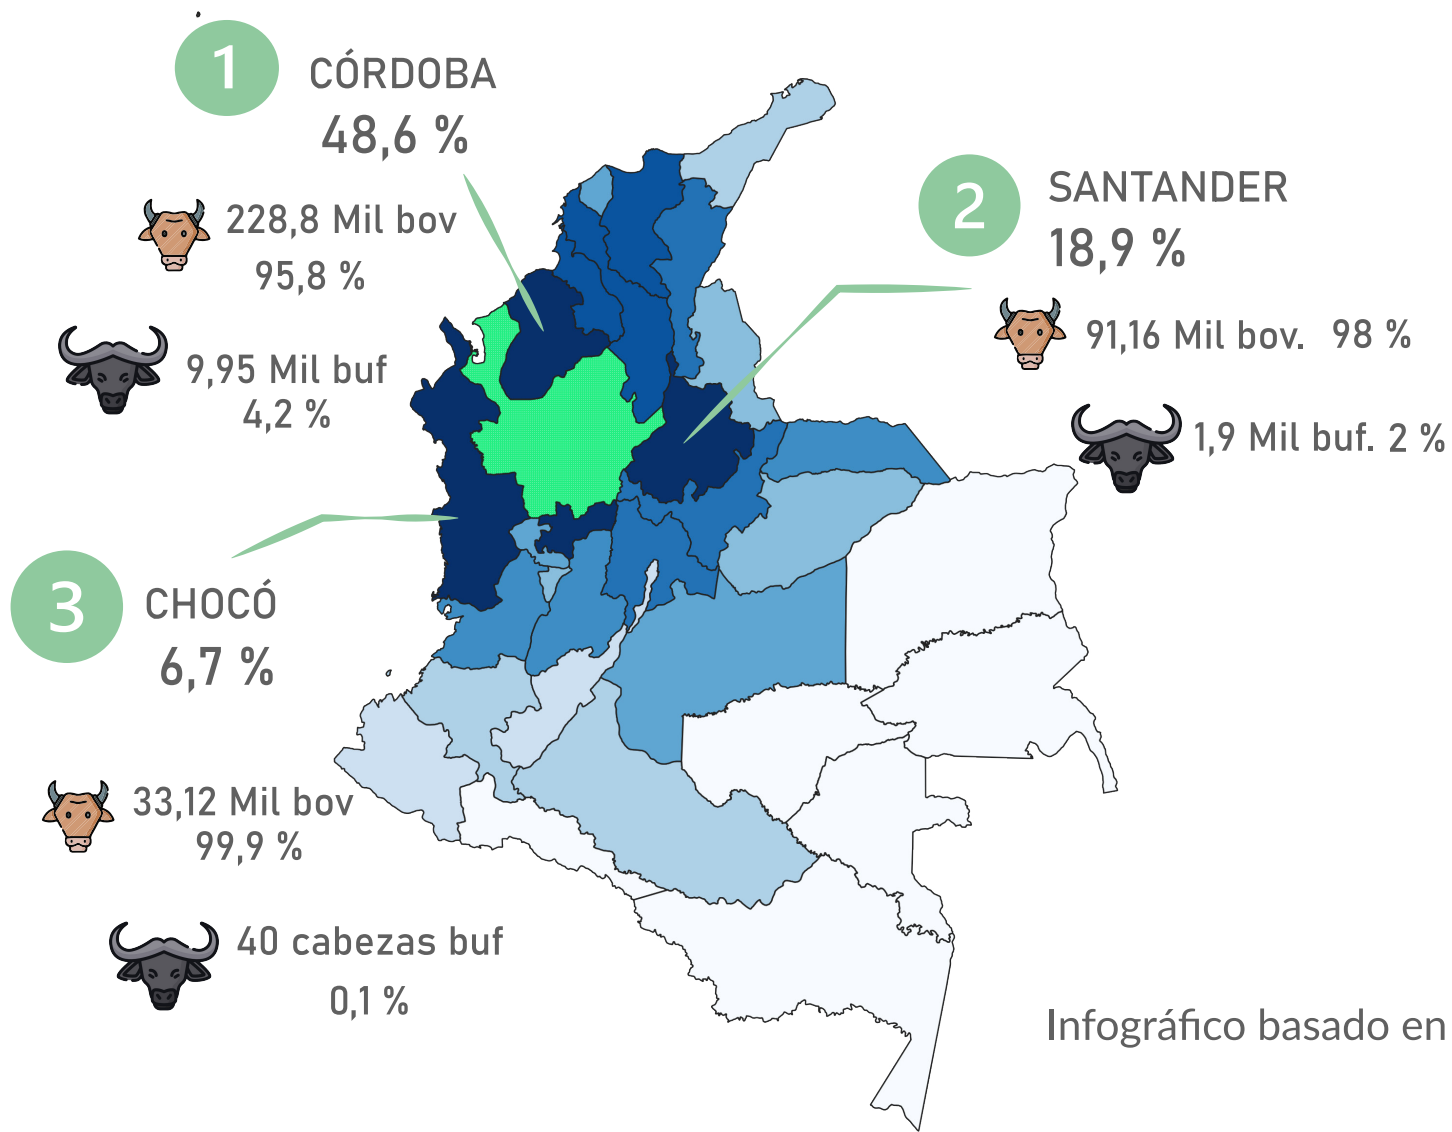 1
CÓRDOBA
48,6 %
228,8 Mil bov
95,8 %
9,95 Mil buf
4,2 %
2
SANTANDER
18,9 %
91,16 Mil bov. 98 %
1,9 Mil buf. 2 %
3
CHOCÓ
6,7 %
33,12 Mil bov
99,9 %
40 cabezas buf
0,1 %
Infográfico basado en